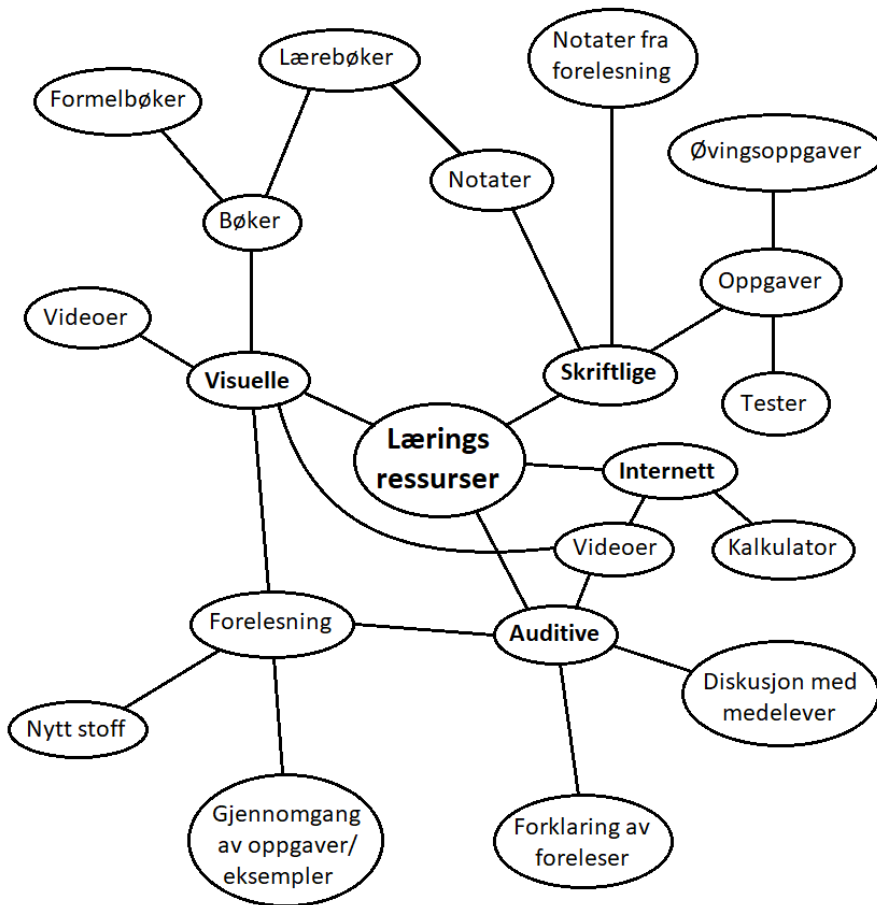 Notater fra
forelesning
Lærebøker
Formelbøker
Øvingsoppgaver
Notater
Bøker
Oppgaver
Videoer
Visuelle
Skriftlige
Tester
Lærings
ressurser
Internett
Videoer
Kalkulator
Forelesning
Auditive
Diskusjon med
medelever
Nytt stoff
Gjennomgang
av oppgaver/
eksempler
Forklaring av
foreleser